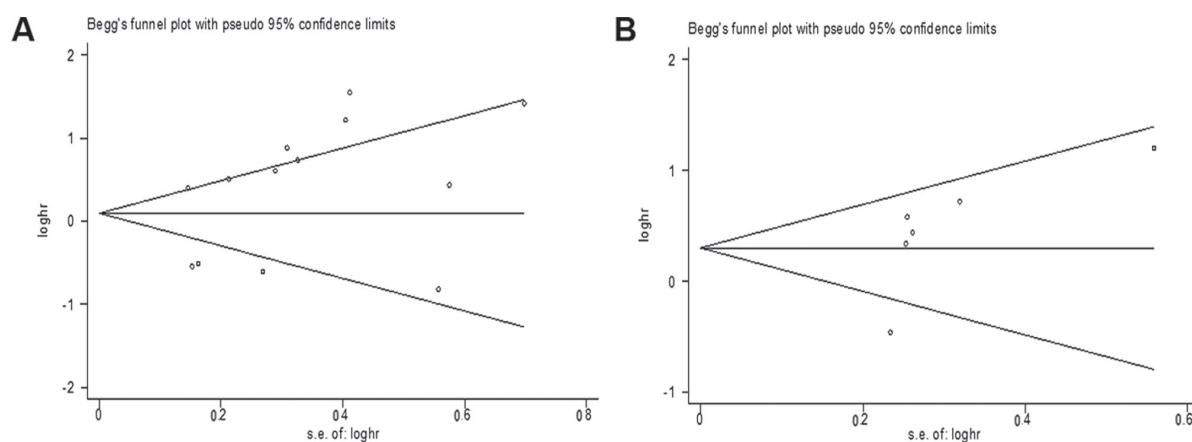 A
Begg's funnel plot with pseudo 95% confidence limits
2
1
0
-1
-2
loghr
0
0.2
0.4
0.6
0.8
s.e. of: loghr
B
Begg's funnel plot with pseudo 95% confidence limits
2
1
0
-1
loghr
0
0.2
0.4
0.6
s.e. of: loghr